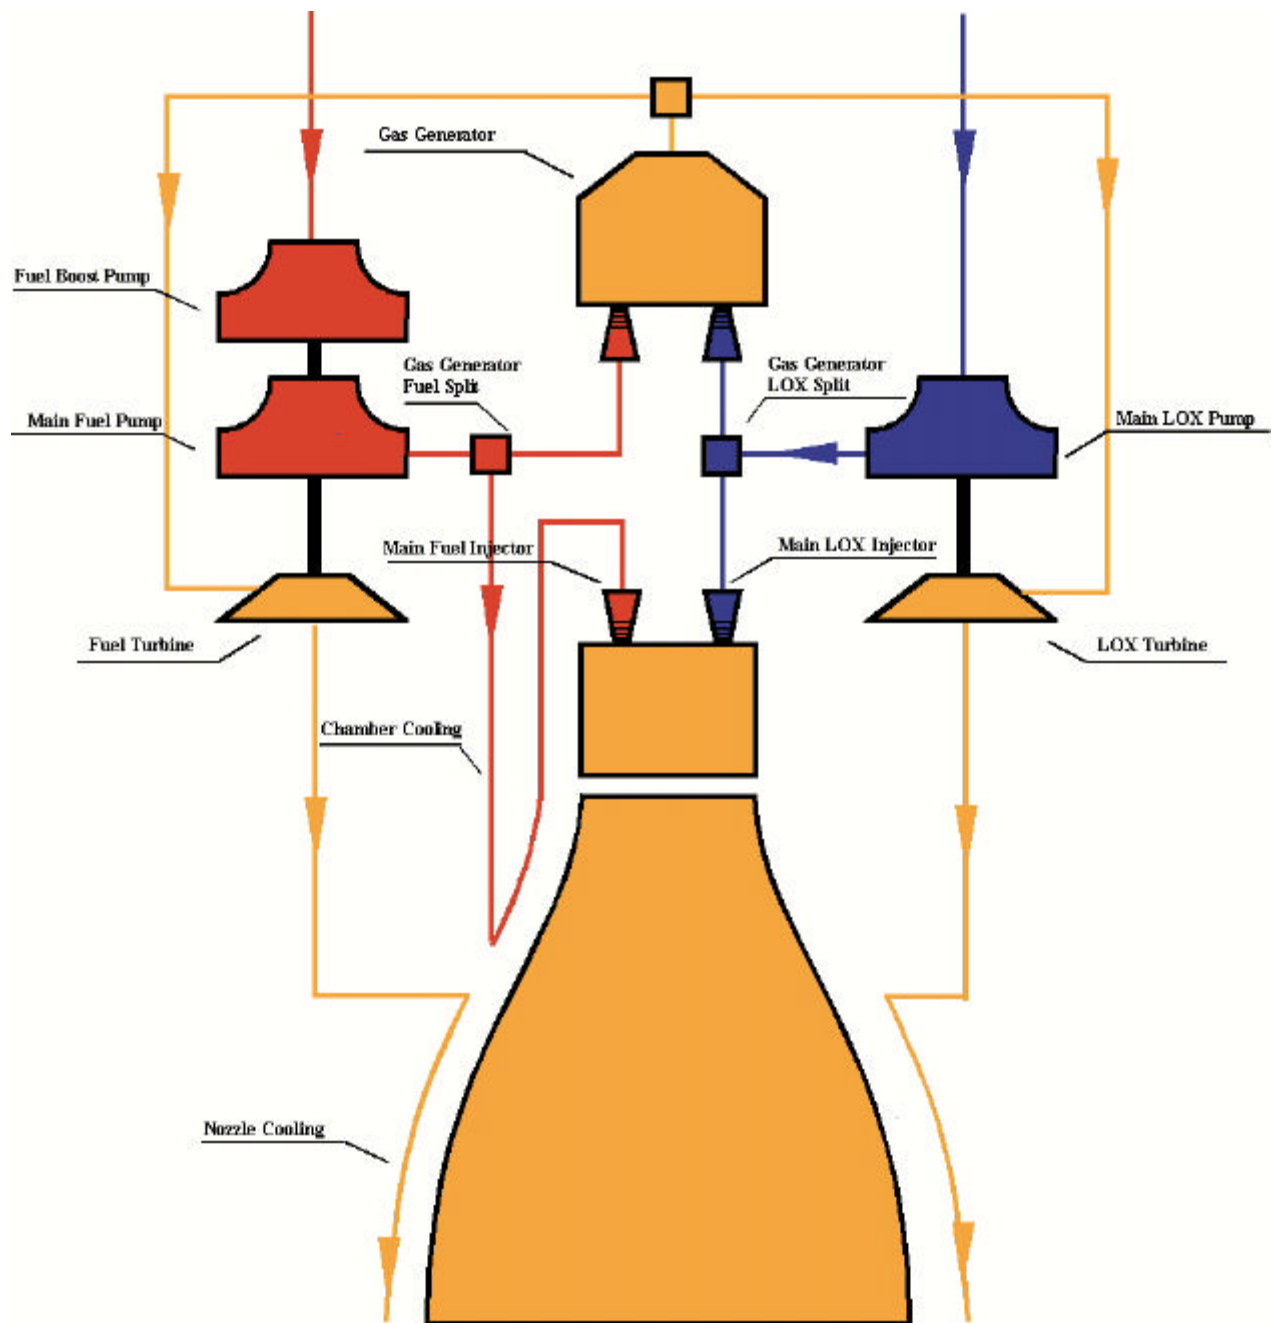 Gas Generator
Fuel Boost Pump
Gas Generator
Fuel Split
Gas Generator
LOX Split
Main Fuel Pump
Main LOX Pump
Main Fuel Injector
Main LOX Injector
Fuel Turbine
LOX Turbine
Chamber Cooling
Nozzle Cooling